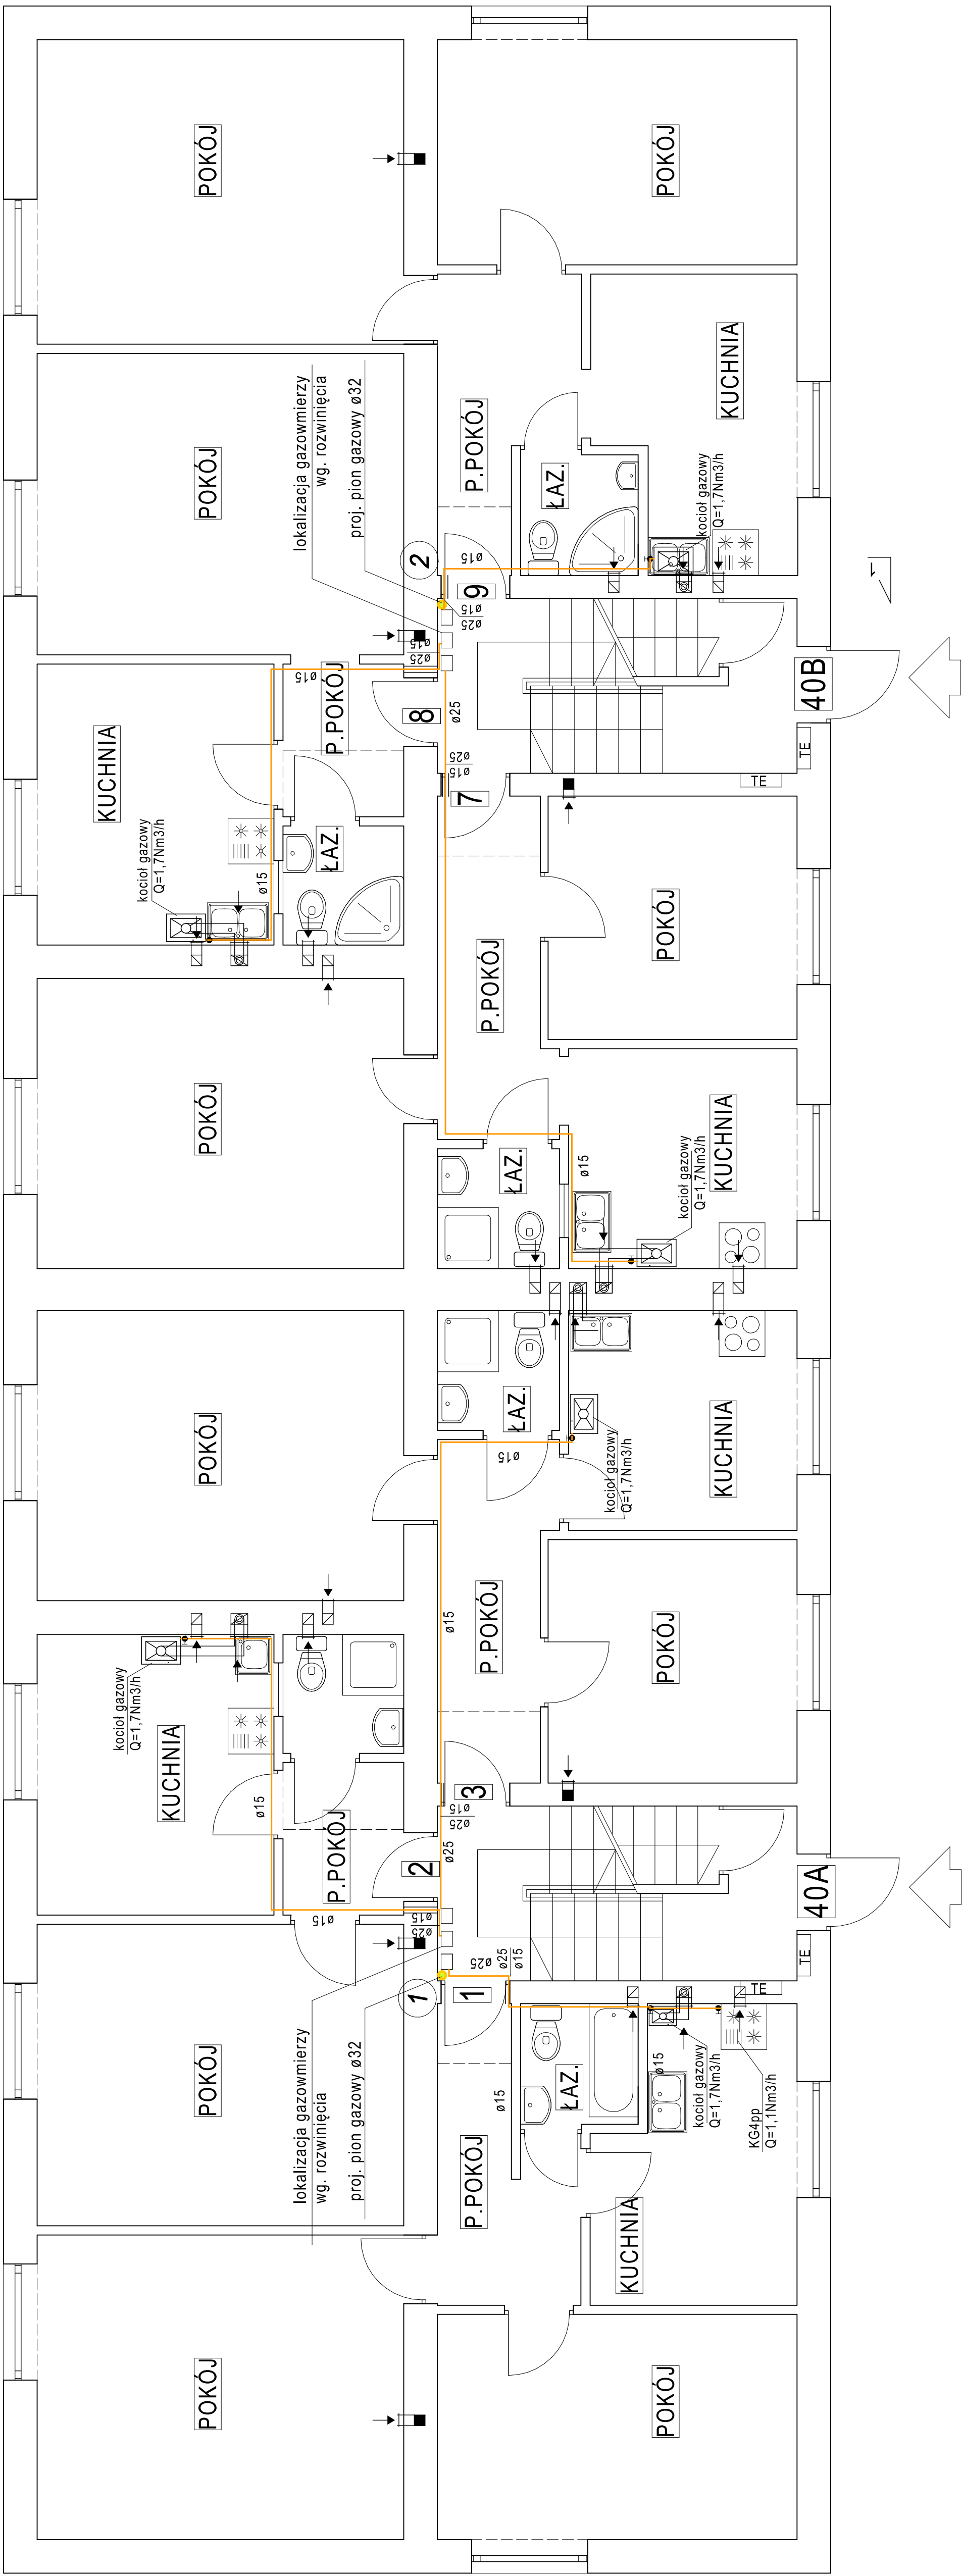 POKÓJ
POKÓJ
POKÓJ
lokalizacja gazowmierzy
wg. rozwinięcia
proj. pion gazowy ø32
P.POKÓJ
KUCHNIA
ŁAZ.
kocioł gazowy
Q=1,7Nm3/h
2
ø15
9
ø15
ø25
1
KUCHNIA
P.POKÓJ
ø15
ø15
ø25
8
ø25
40B
TE
TE
ø25
ø15
7
kocioł gazowy
Q=1,7Nm3/h
ø15
ŁAZ.
POKÓJ
P.POKÓJ
POKÓJ
ŁAZ.
ø15
KUCHNIA
kocioł gazowy
Q=1,7Nm3/h
POKÓJ
ŁAZ.
ø15
kocioł gazowy
Q=1,7Nm3/h
KUCHNIA
ø15
P.POKÓJ
POKÓJ
kocioł gazowy
Q=1,7Nm3/h
KUCHNIA
ø15
P.POKÓJ
ø15
3
ø15
ø25
2
ø25
ø15
ø25
40A
TE
TE
1
1
ø25
ø25
ø15
lokalizacja gazowmierzy
wg. rozwinięcia
proj. pion gazowy ø32
POKÓJ
P.POKÓJ
ø15
ŁAZ.
ø15
kocioł gazowy
Q=1,7Nm3/h
KG4pp
Q=1,1Nm3/h
KUCHNIA
POKÓJ
POKÓJ